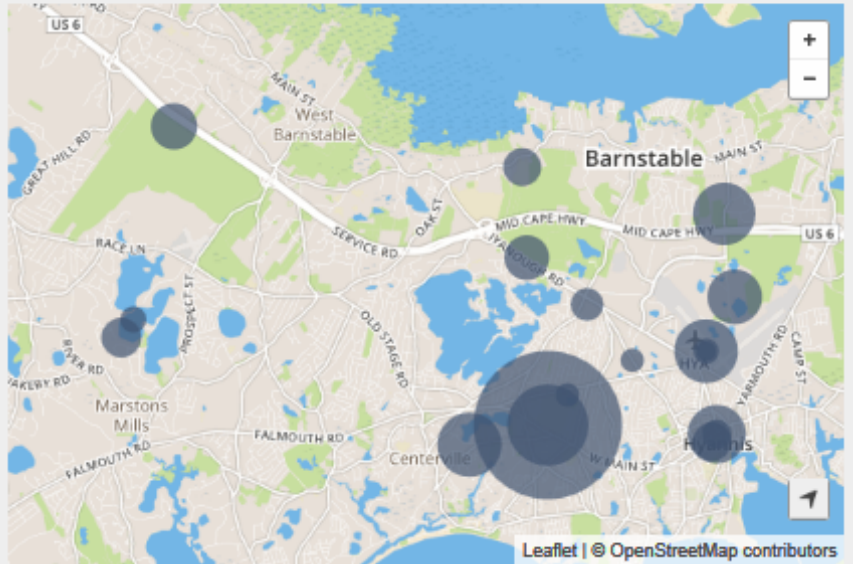 US 6
MAIN ST
West
Barnstable
GREAT HILL RD
Barnstable
MAIN ST
OAK ST
MID CAPE HWY
MID CAPE HWY
US 6
SERVICE RD
IYANOUGH RD
RACE LN
PROSPECT ST
OLD STAGE RD
RIVER RD
HYA
YARMOUTH RD
CAMP ST
Marstons
Mills
FALMOUTH RD
FALMOUTH RD
Centerville
W MAIN ST
Hyannis
+
−
Leaflet | © OpenStreetMap contributors